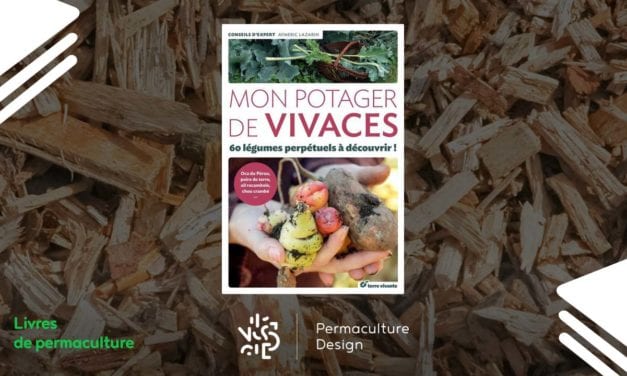 CONSEILS D'EXPERT AYMERIC LAZARIN
MON POTAGER
DE VIVACES
60 légumes perpétuels à découvrir !
Oca du Pérou,
poire de terre,
ail rocambole,
chou crambé
...
terre vivante
Livres
de permaculture
Permaculture
Design